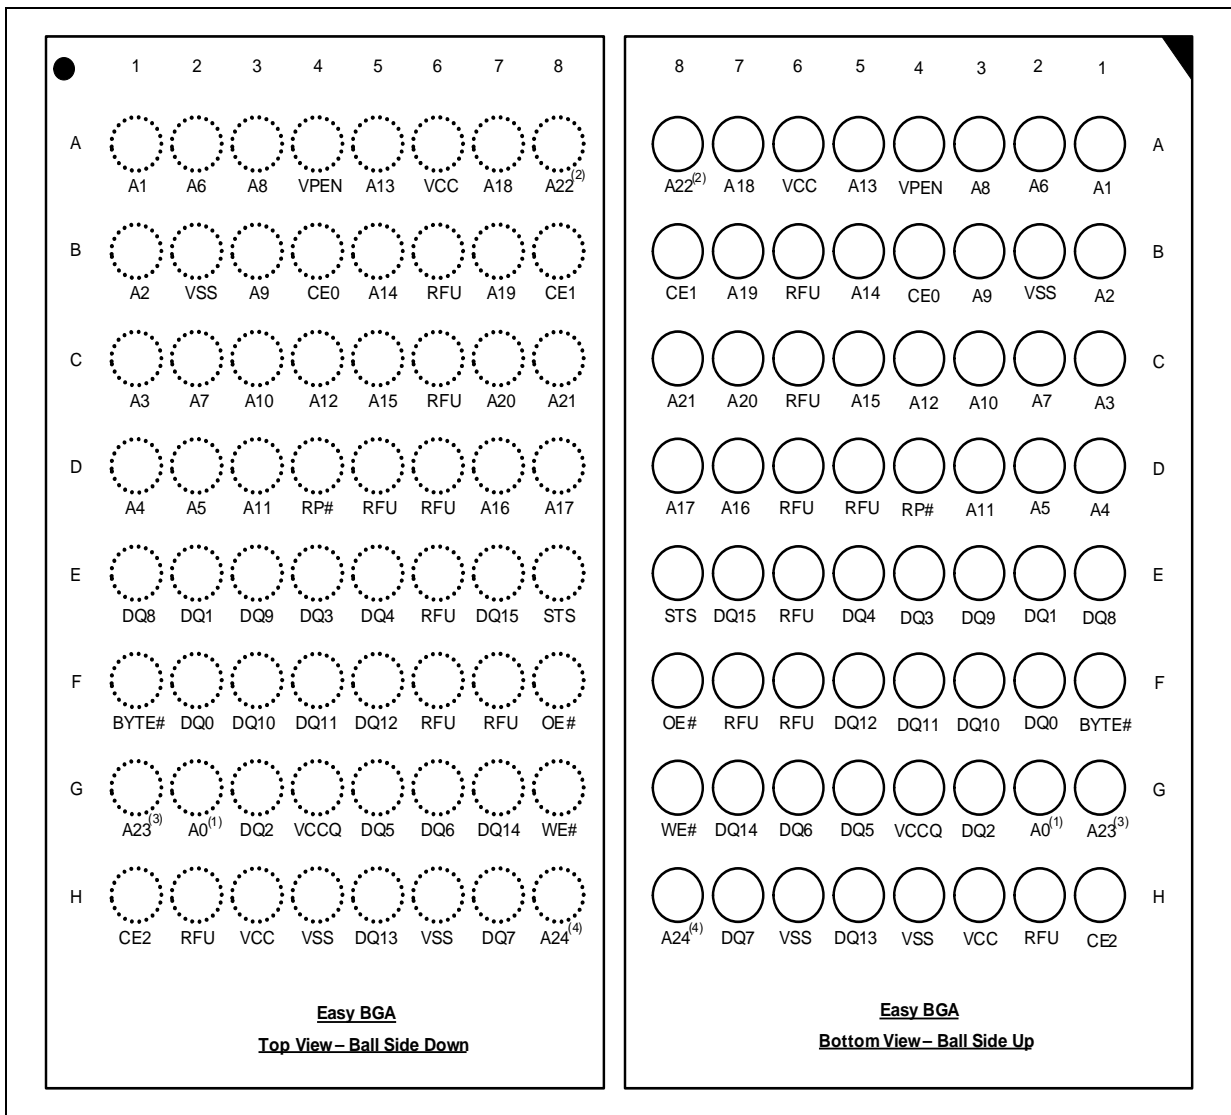 1 2 3 4 5 6 7 8
A
A1 A6 A8 VPEN A13 VCC A18 A22(2)
B
A2 VSS A9 CE0 A14 RFU A19 CE1
C
A3 A7 A10 A12 A15 RFU A20 A21
D
A4 A5 A11 RP# RFU RFU A16 A17
E
DQ8 DQ1 DQ9 DQ3 DQ4 RFU DQ15 STS
F
BYTE# DQ0 DQ10 DQ11 DQ12 RFU RFU OE#
G
A23(3) A0(1) DQ2 VCCQ DQ5 DQ6 DQ14 WE#
H
CE2 RFU VCC VSS DQ13 VSS DQ7 A24(4)
Easy BGA
Top View – Ball Side Down
8 7 6 5 4 3 2 1
A
A22(2) A18 VCC A13 VPEN A8 A6 A1
B
CE1 A19 RFU A14 CE0 A9 VSS A2
C
A21 A20 RFU A15 A12 A10 A7 A3
D
A17 A16 RFU RFU RP# A11 A5 A4
E
STS DQ15 RFU DQ4 DQ3 DQ9 DQ1 DQ8
F
OE# RFU RFU DQ12 DQ11 DQ10 DQ0 BYTE#
G
WE# DQ14 DQ6 DQ5 VCCQ DQ2 A0(1) A23(3)
H
A24(4) DQ7 VSS DQ13 VSS VCC RFU CE2
Easy BGA
Bottom View – Ball Side Up